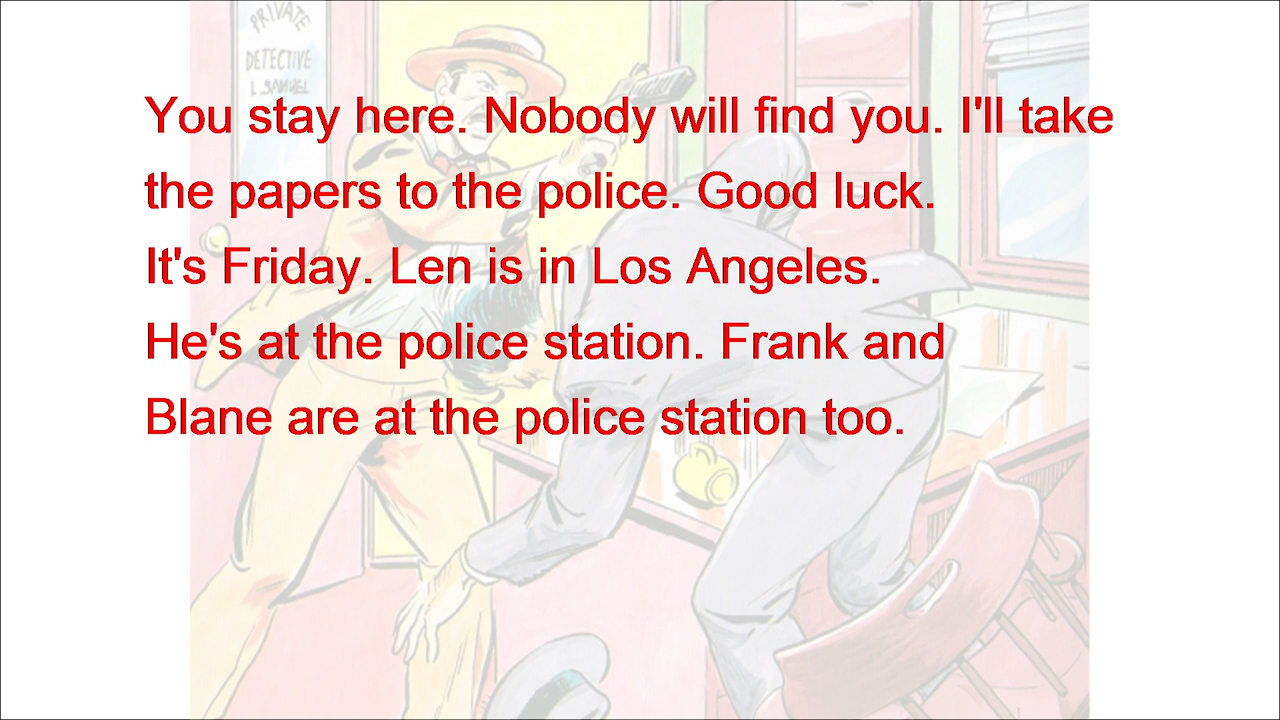 PRIVATE
DETECTIVE
L. SAMUEL
You stay here. Nobody will find you. I'll take
the papers to the police. Good luck.
It's Friday. Len is in Los Angeles.
He's at the police station. Frank and
Blane are at the police station too.